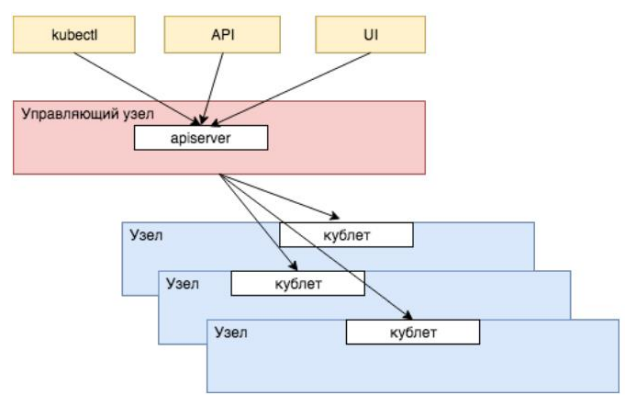 kubectl
API
UI
Управляющий узел
apiserver
Узел
кублет
Узел
кублет
Узел
кублет